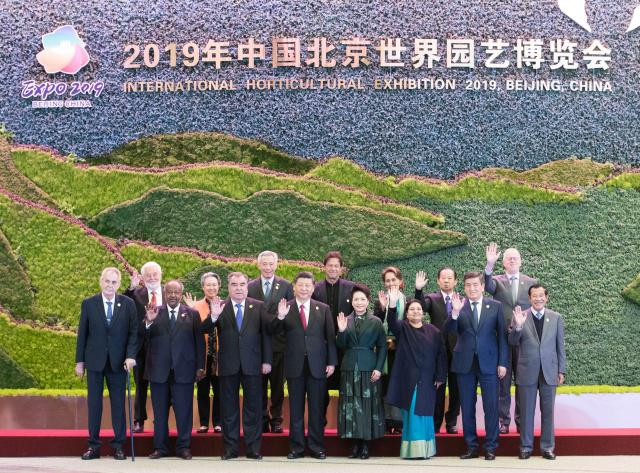 2019年中国北京世界园艺博览会
INTERNATIONAL HORTICULTURAL EXHIBITION 2019, BEIJING, CHINA
EXPO 2019
BEIJING CHINA